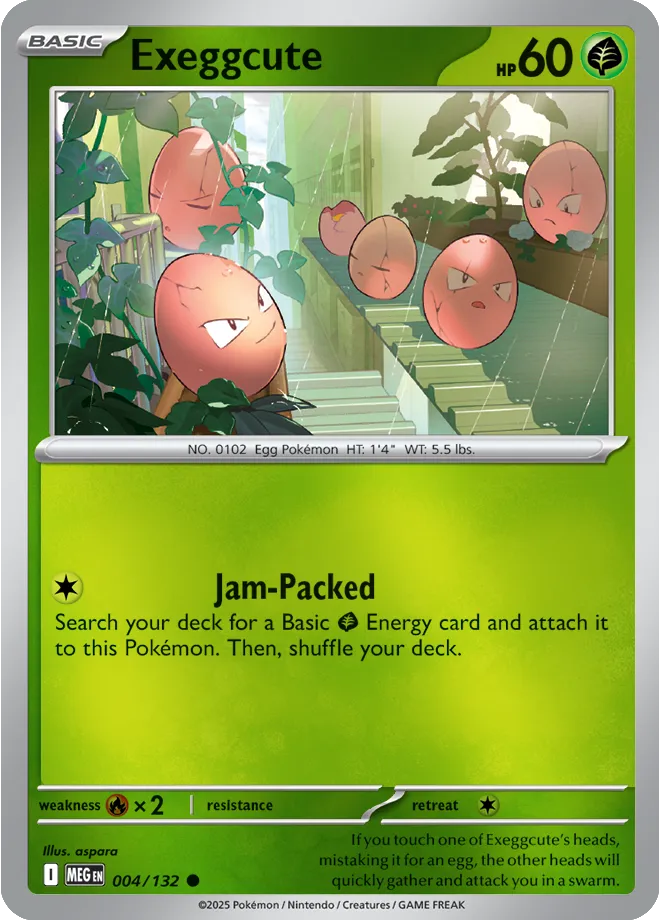 BASIC
Exeggcute
HP 60
NO. 0102 Egg Pokémon HT: 1'4" WT: 5.5 lbs.
Jam-Packed
Search your deck for a Basic Energy card and attach it
to this Pokémon. Then, shuffle your deck.
weakness ×2 resistance retreat
Illus. aspara
I MEG EN 004/132
If you touch one of Exeggcute's heads,
mistaking it for an egg, the other heads will
quickly gather and attack you in a swarm.
©2025 Pokémon / Nintendo / Creatures / GAME FREAK